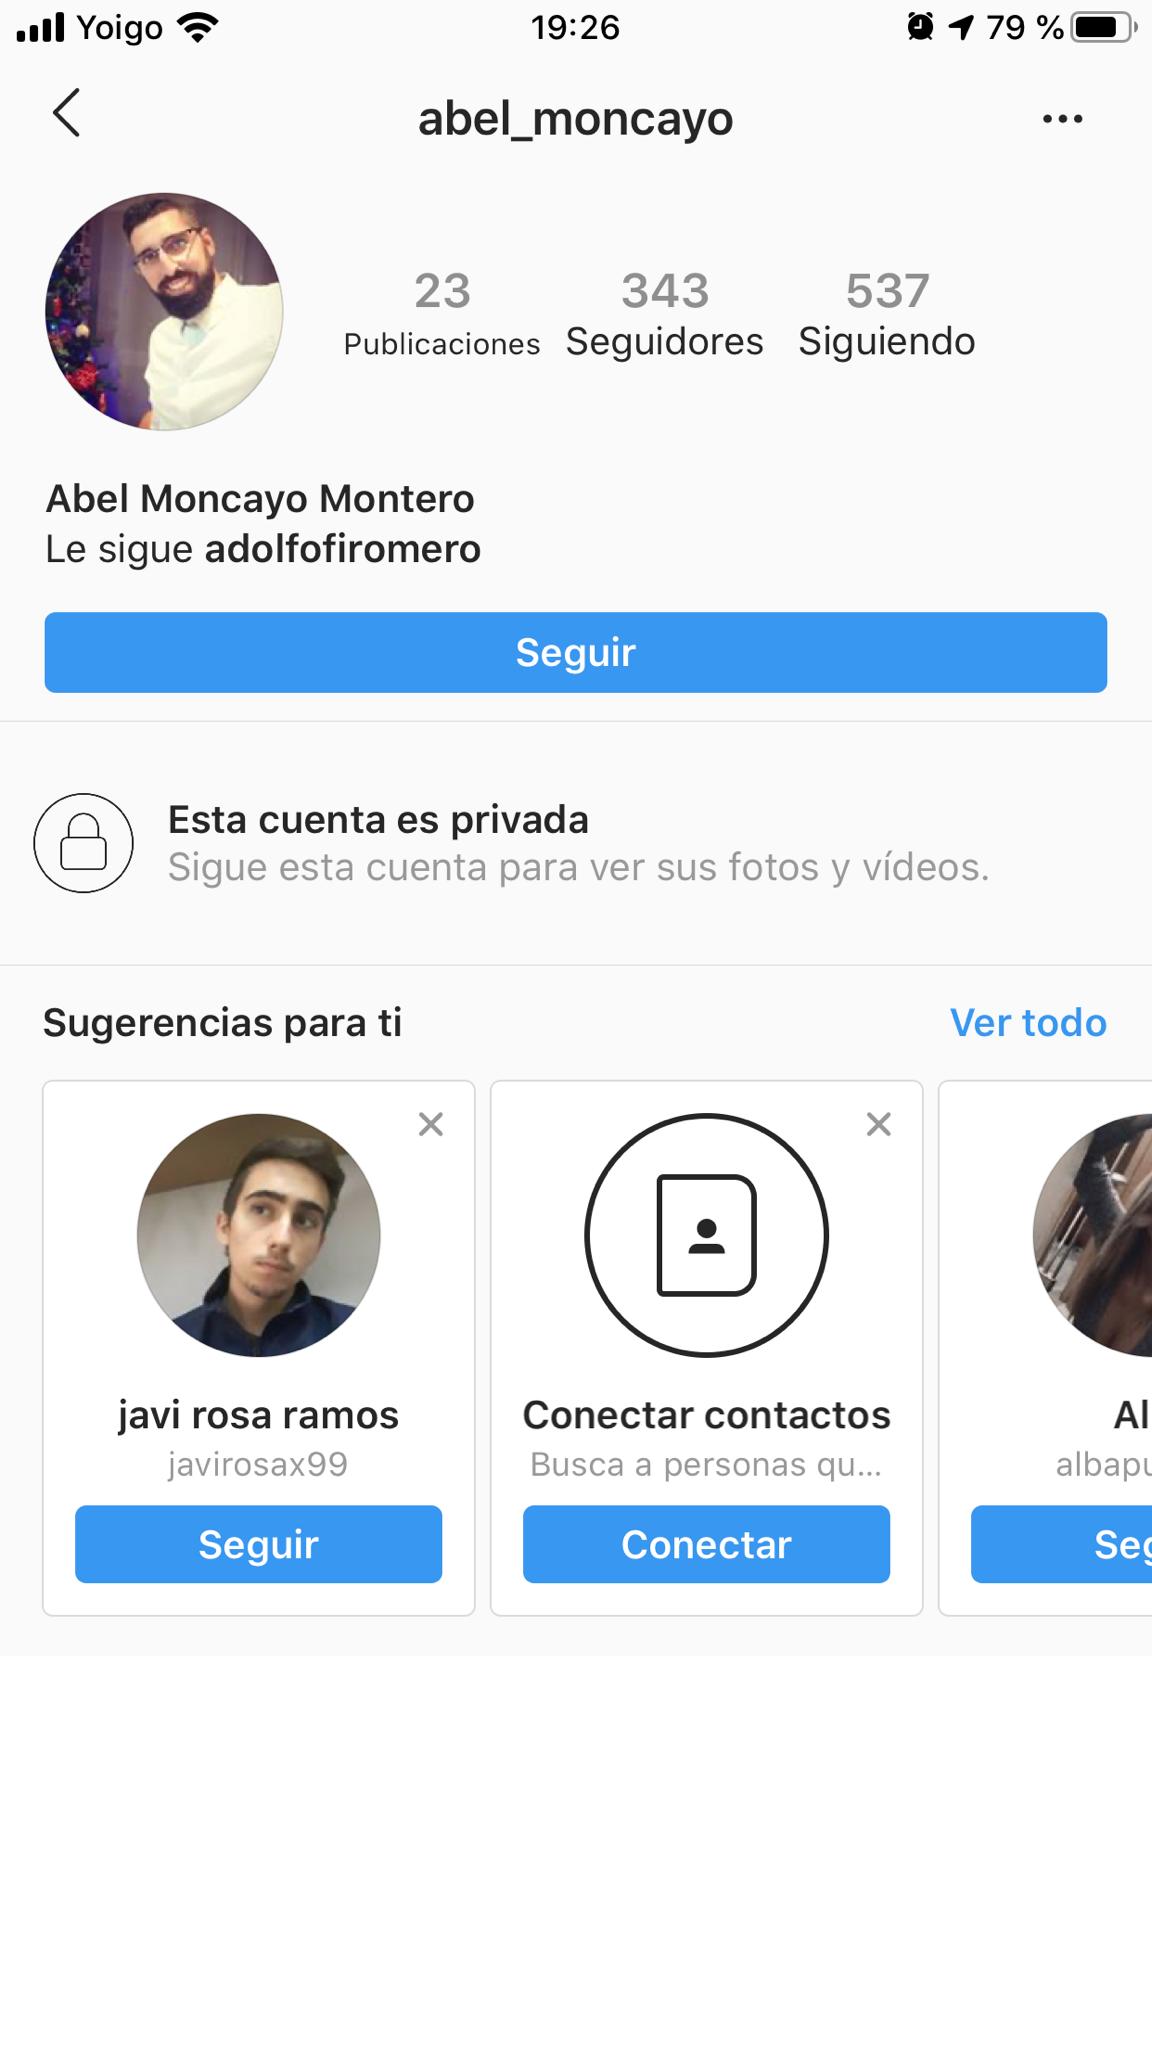 Yoigo 19:26 79 %
abel_moncayo
23 343 537
Publicaciones Seguidores Siguiendo
Abel Moncayo Montero
Le sigue adolfofiromero
Seguir
Esta cuenta es privada
Sigue esta cuenta para ver sus fotos y vídeos.
Sugerencias para ti Ver todo
javi rosa ramos Conectar contactos Al
javirosax99 Busca a personas qu... albapu
Seguir Conectar Seg